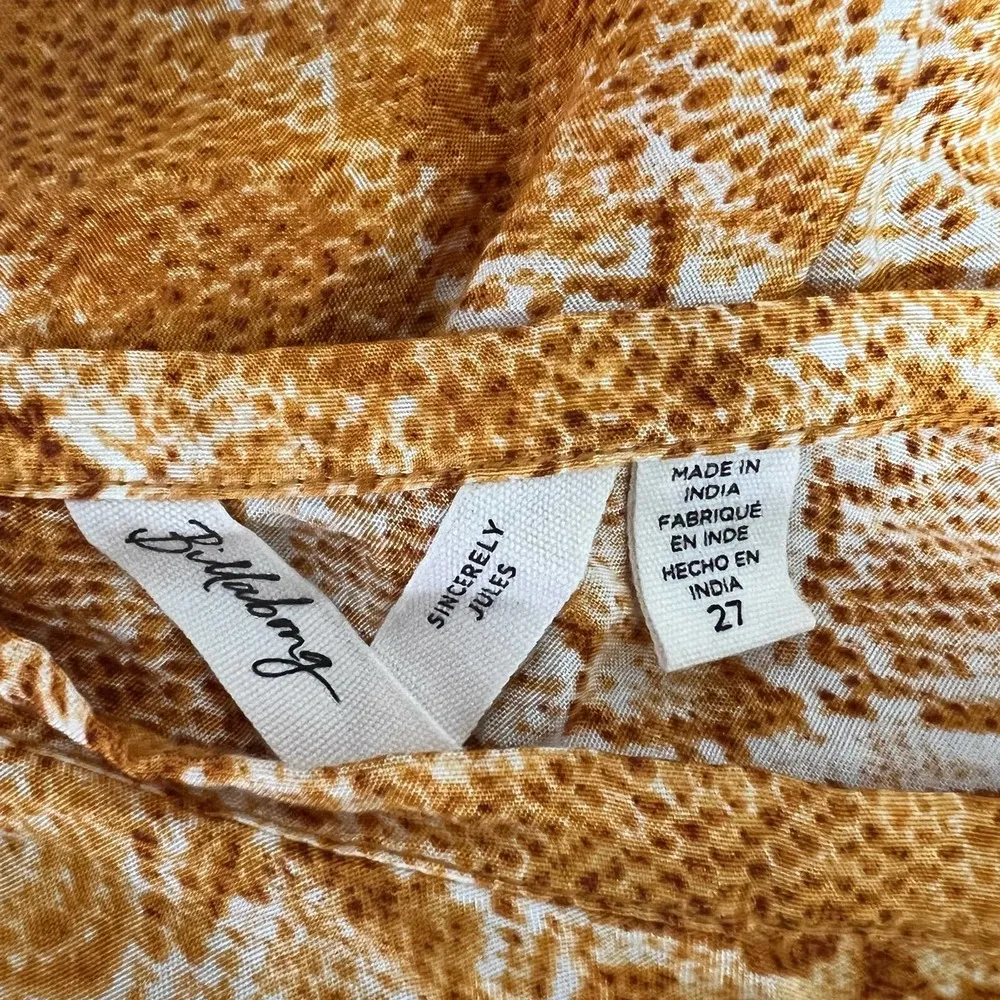 Billabong
SINCERELY
JULES
MADE IN
INDIA
FABRIQUÉ
EN INDE
HECHO EN
INDIA
27